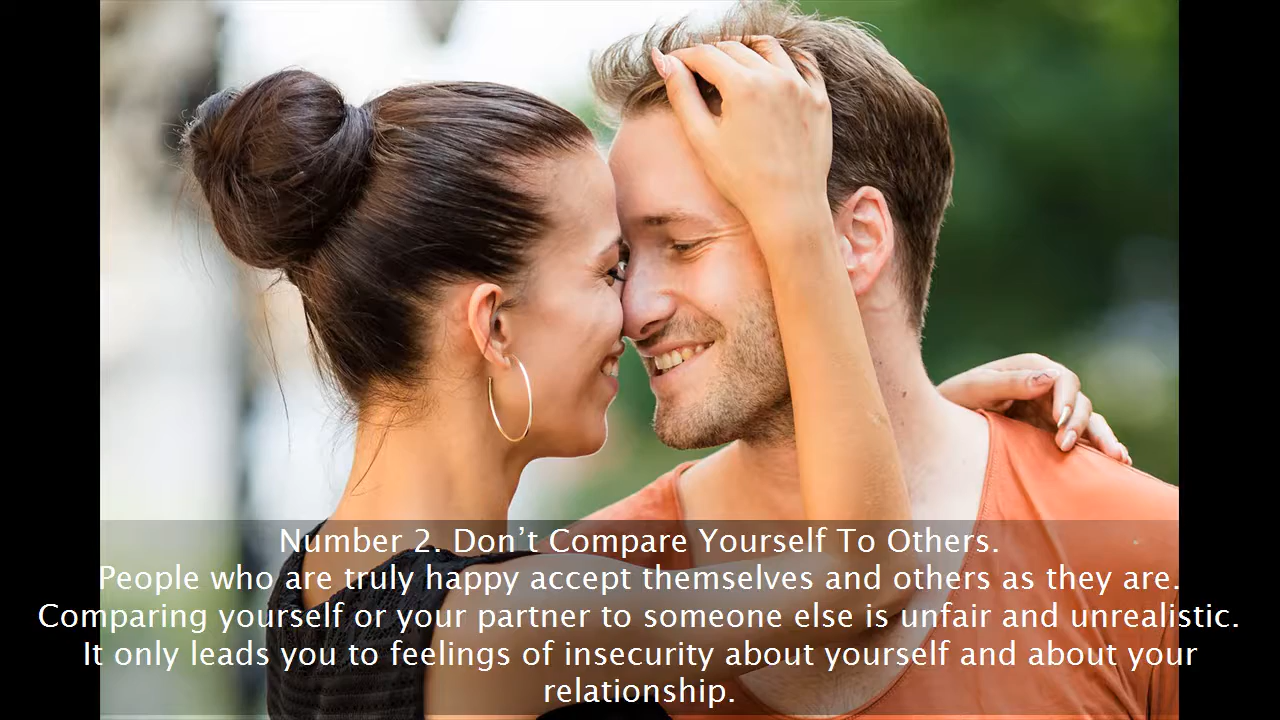 Number 2. Don’t Compare Yourself To Others.
People who are truly happy accept themselves and others as they are.
Comparing yourself or your partner to someone else is unfair and unrealistic.
It only leads you to feelings of insecurity about yourself and about your
relationship.